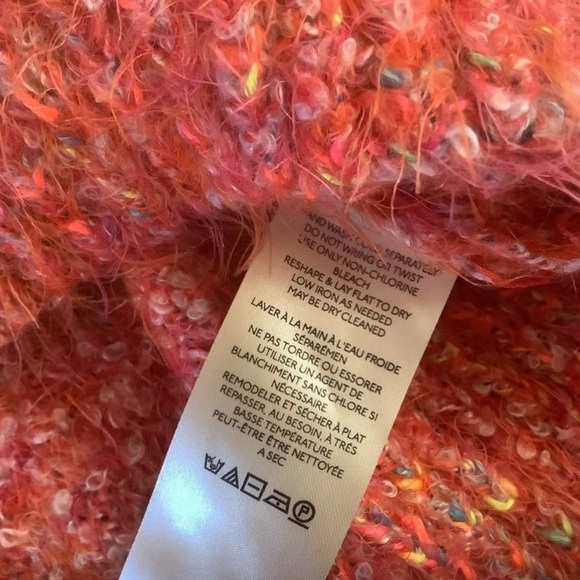 HAND WASH COLD SEPARATELY
DO NOT WRING OR TWIST
USE ONLY NON-CHLORINE
BLEACH
RESHAPE & LAY FLAT TO DRY
LOW IRON AS NEEDED
MAY BE DRY CLEANED
LAVER À LA MAIN À L'EAU FROIDE
SÉPARÉMEN
NE PAS TORDRE OU ESSORER
UTILISER UN AGENT DE
BLANCHIMENT SANS CHLORE SI
NÉCESSAIRE
REMODELER ET SÉCHER À PLAT
REPASSER, AU BESOIN, À TRÈS
BASSE TEMPÉRATURE
PEUT-ÊTRE ÊTRE NETTOYÉE
A SEC
P